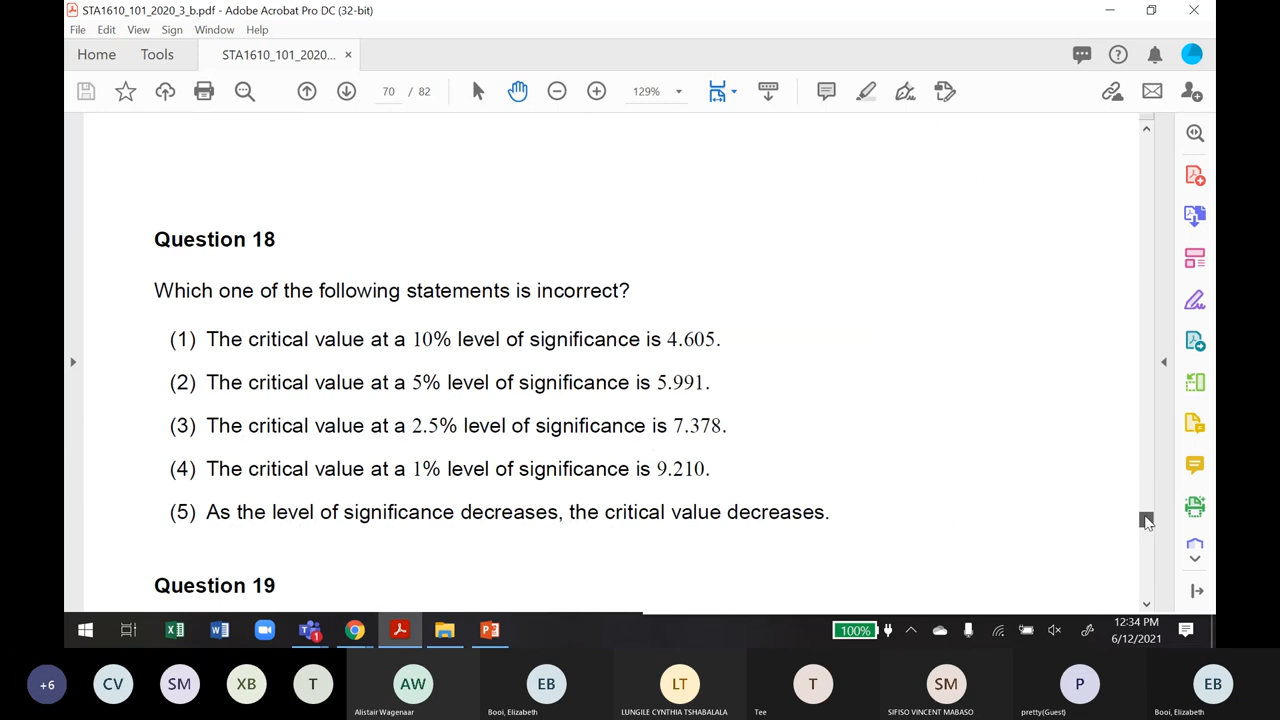 STA1610_101_2020_3_b.pdf - Adobe Acrobat Pro DC (32-bit)
File Edit View Sign Window Help
Home Tools STA1610_101_2020... ×
70 / 82 129%
Question 18
Which one of the following statements is incorrect?
(1) The critical value at a 10% level of significance is 4.605.
(2) The critical value at a 5% level of significance is 5.991.
(3) The critical value at a 2.5% level of significance is 7.378.
(4) The critical value at a 1% level of significance is 9.210.
(5) As the level of significance decreases, the critical value decreases.
Question 19
100% 12:34 PM
6/12/2021
+6 CV SM XB T AW EB LT T SM P EB
Alistair Wagenaar Booi, Elizabeth LUNGILE CYNTHIA TSHABALALA Tee SIFISO VINCENT MABASO pretty(Guest) Booi, Elizabeth